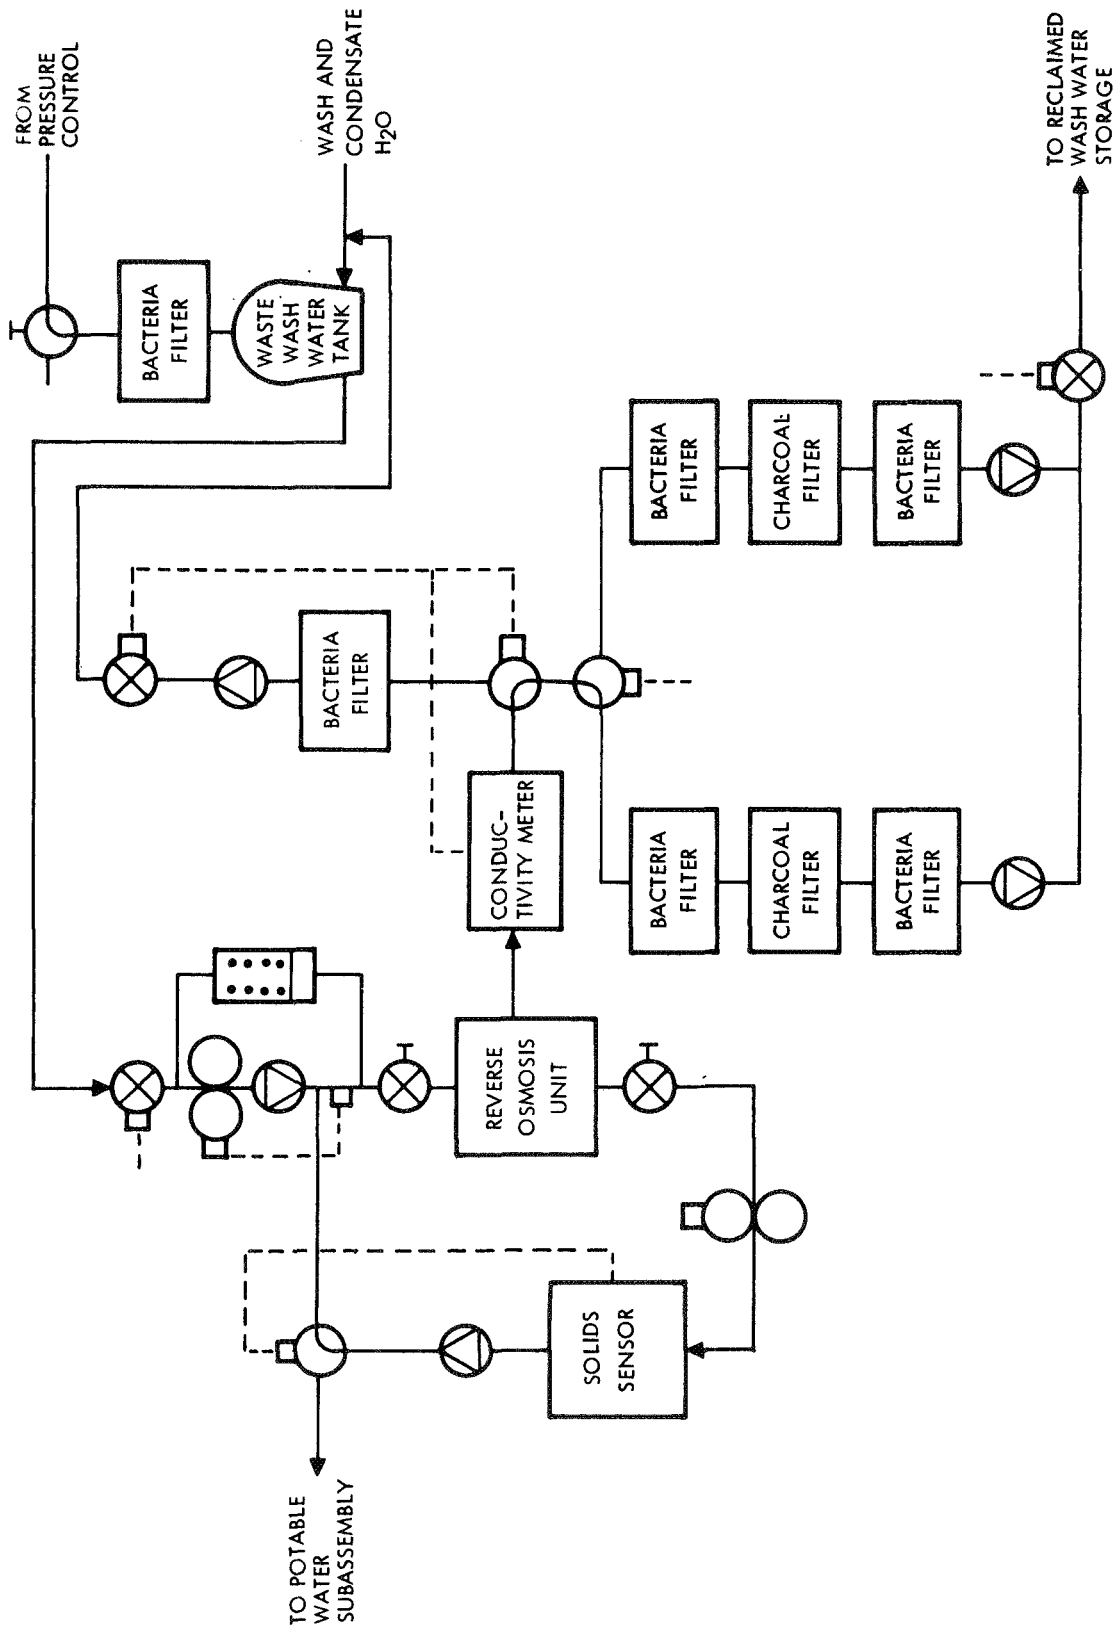 FROM
PRESSURE
CONTROL
WASH AND
CONDENSATE
H2O
BACTERIA
FILTER
WASTE
WASH
WATER
TANK
BACTERIA
FILTER
CONDUC-
TIVITY METER
REVERSE
OSMOSIS
UNIT
SOLIDS
SENSOR
TO POTABLE
WATER
SUBASSEMBLY
BACTERIA
FILTER
CHARCOAL
FILTER
BACTERIA
FILTER
BACTERIA
FILTER
CHARCOAL
FILTER
BACTERIA
FILTER
TO RECLAIMED
WASH WATER
STORAGE